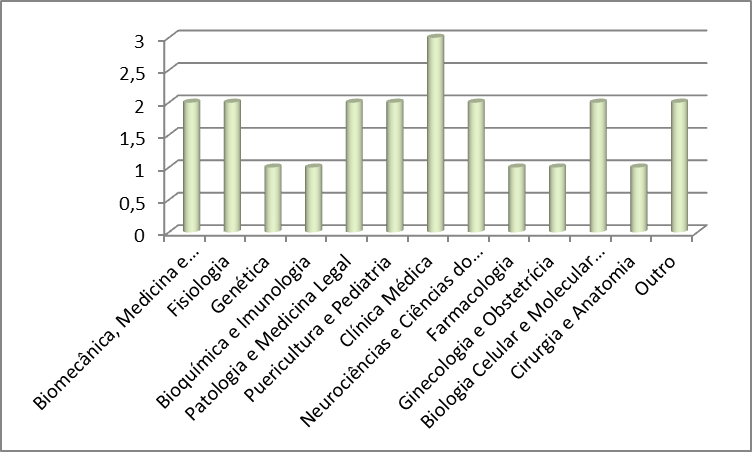 3
2,5
2
1,5
1
0,5
0
Biomecânica, Medicina e...
Fisiologia
Genética
Bioquímica e Imunologia
Patologia e Medicina Legal
Puericultura e Pediatria
Clínica Médica
Neurociências e Ciências do...
Farmacologia
Ginecologia e Obstetrícia
Biologia Celular e Molecular...
Cirurgia e Anatomia
Outro